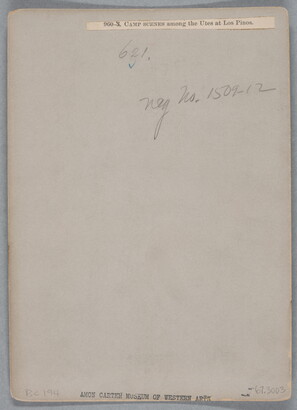 960-3. CAMP SCENES among the Utes at Los Pinos.
621.
neg No. 1509-12
AMON CARTER MUSEUM OF WESTERN ART